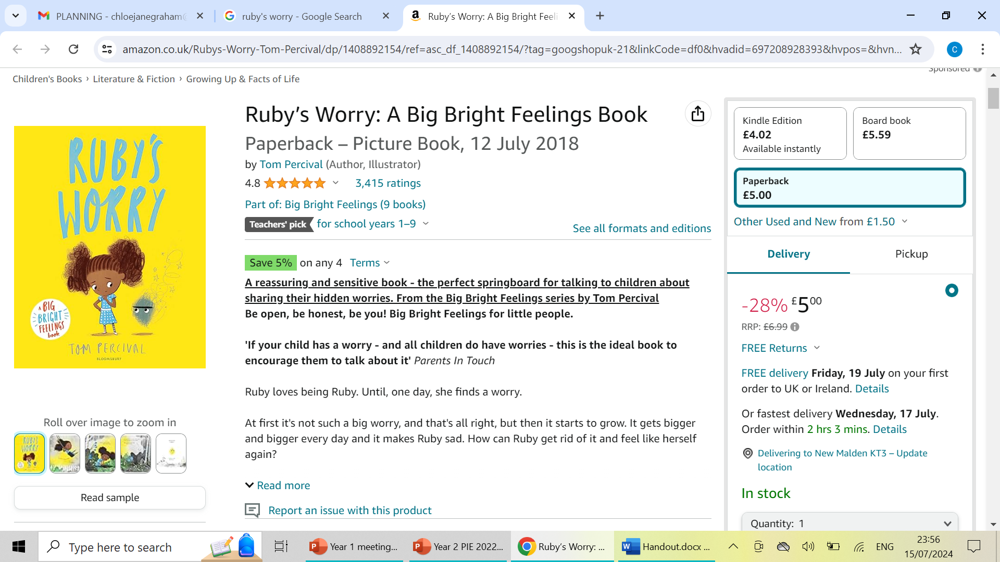 PLANNING - chloejanegraham@
ruby's worry - Google Search
Ruby’s Worry: A Big Bright Feeli
amazon.co.uk/Rubys-Worry-Tom-Percival/dp/1408892154/ref=asc_df_1408892154/?tag=googshopuk-21&linkCode=df0&hvadid=697208928393&hvpos=&hvn...
C
Sponsored
Children's Books › Literature & Fiction › Growing Up & Facts of Life
RUBY'S
WORRY
A BIG
BRIGHT
FEELINGS
book
TOM PERCIVAL
BLOOMSBURY
Roll over image to zoom in
Read sample
Ruby’s Worry: A Big Bright Feelings Book
Paperback – Picture Book, 12 July 2018
by Tom Percival (Author, Illustrator)
4.8 3,415 ratings
Part of: Big Bright Feelings (9 books)
Teachers' pick for school years 1–9
See all formats and editions
Save 5% on any 4 Terms
A reassuring and sensitive book - the perfect springboard for talking to children about
sharing their hidden worries. From the Big Bright Feelings series by Tom Percival
Be open, be honest, be you! Big Bright Feelings for little people.
'If your child has a worry - and all children do have worries - this is the ideal book to
encourage them to talk about it' Parents In Touch
Ruby loves being Ruby. Until, one day, she finds a worry.
At first it's not such a big worry, and that's all right, but then it starts to grow. It gets bigger
and bigger every day and it makes Ruby sad. How can Ruby get rid of it and feel like herself
again?
Read more
Report an issue with this product
Kindle Edition
£4.02
Available instantly
Board book
£5.59
Paperback
£5.00
Other Used and New from £1.50
Delivery
Pickup
-28% £500
RRP: £6.99
FREE Returns
FREE delivery Friday, 19 July on your first
order to UK or Ireland. Details
Or fastest delivery Wednesday, 17 July.
Order within 2 hrs 3 mins. Details
Delivering to New Malden KT3 – Update
location
In stock
Quantity: 1
Type here to search
Year 1 meeting...
Year 2 PIE 2022...
Ruby’s Worry: ...
Handout.docx ...
ENG
23:56
15/07/2024